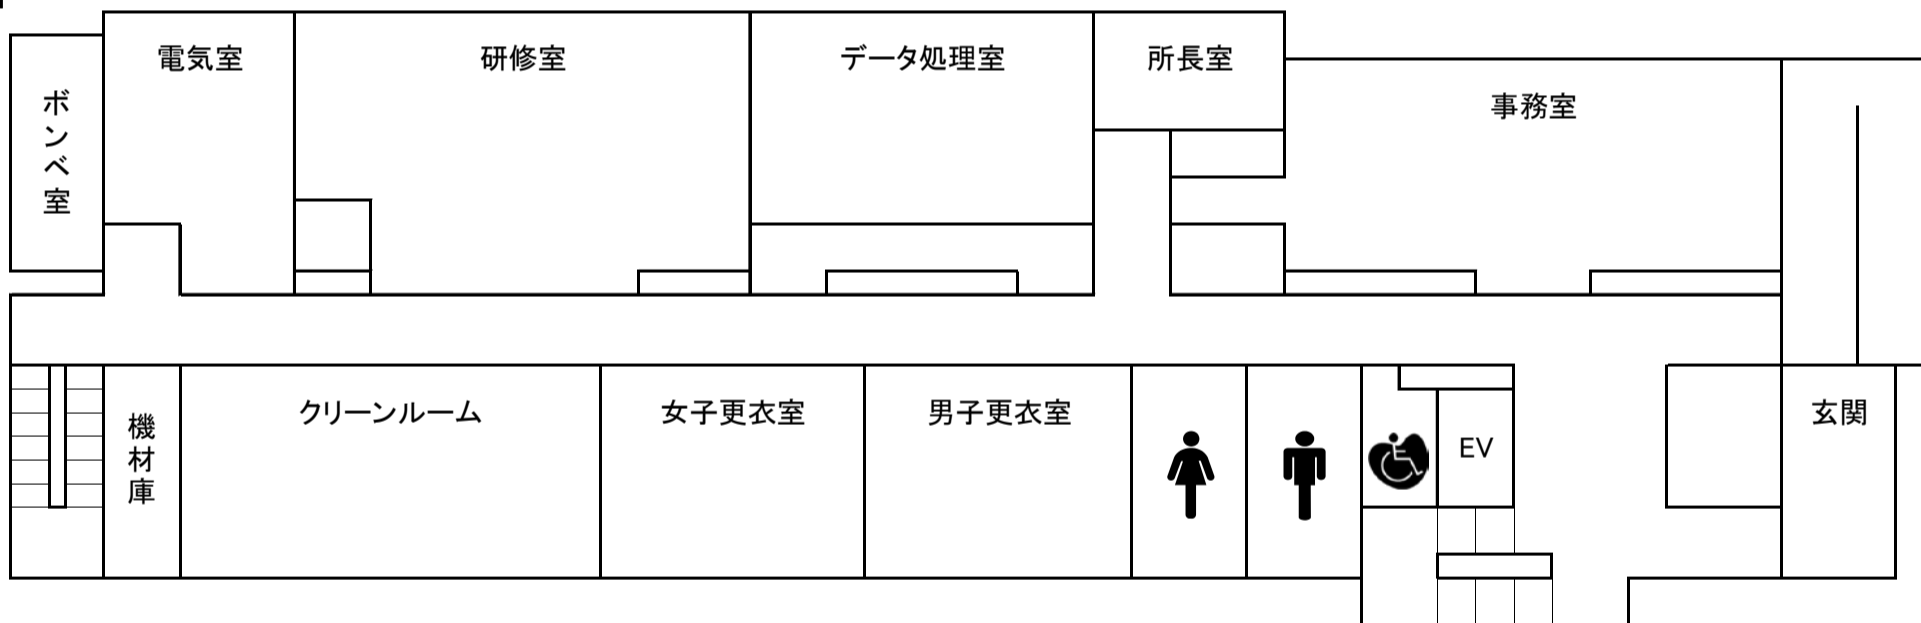 電気室
研修室
データ処理室
所長室
事務室
ボンベ室
機材庫
クリーンルーム
女子更衣室
男子更衣室
EV
玄関